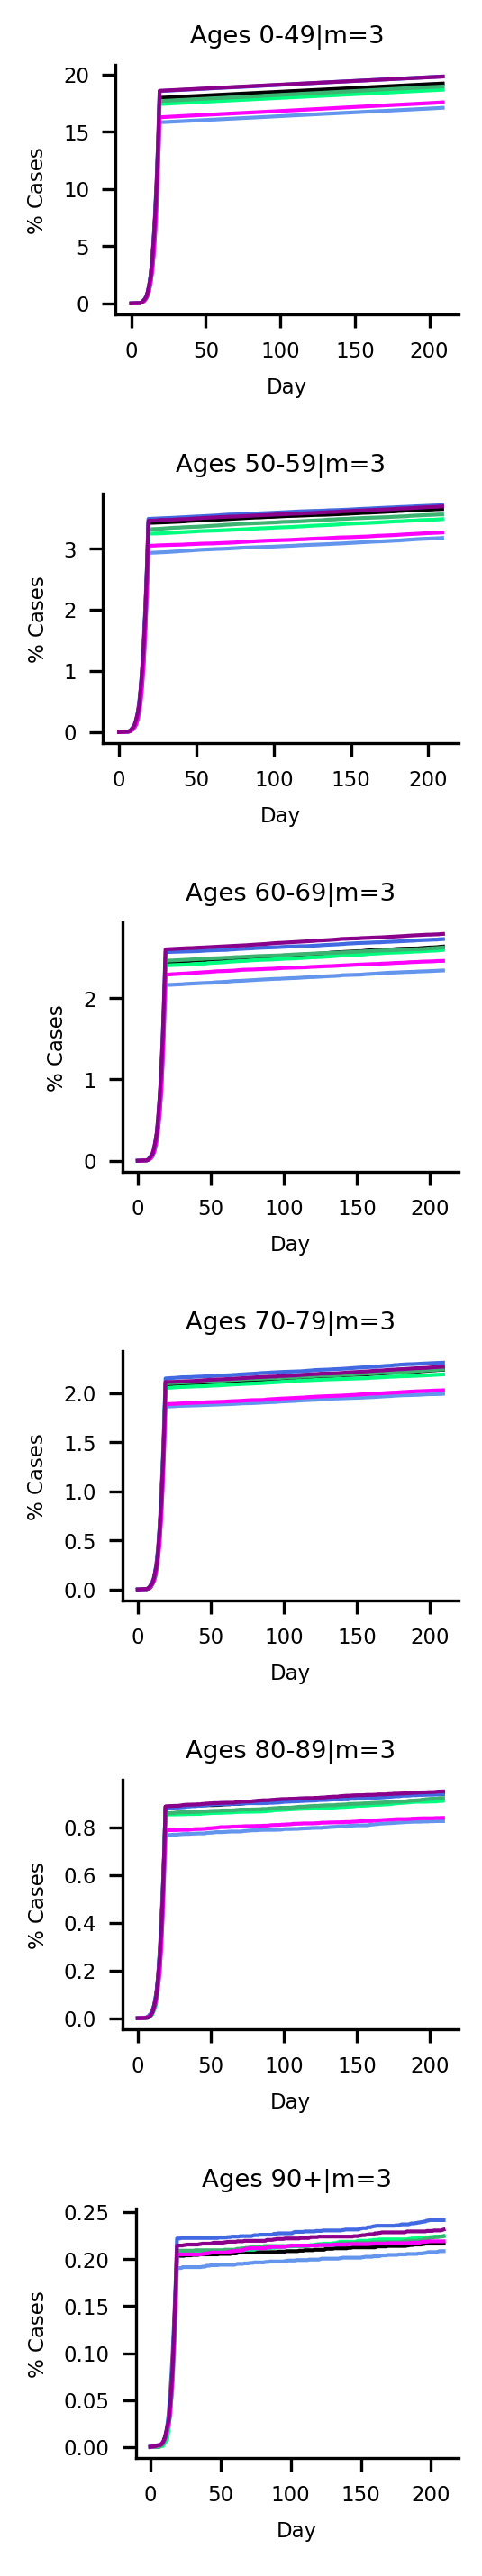 Ages 0-49|m=3
20
15
10
5
0
% Cases
0 50 100 150 200
Day
Ages 50-59|m=3
3
2
1
0
% Cases
0 50 100 150 200
Day
Ages 60-69|m=3
2
1
0
% Cases
0 50 100 150 200
Day
Ages 70-79|m=3
2.0
1.5
1.0
0.5
0.0
% Cases
0 50 100 150 200
Day
Ages 80-89|m=3
0.8
0.6
0.4
0.2
0.0
% Cases
0 50 100 150 200
Day
Ages 90+|m=3
0.25
0.20
0.15
0.10
0.05
0.00
% Cases
0 50 100 150 200
Day